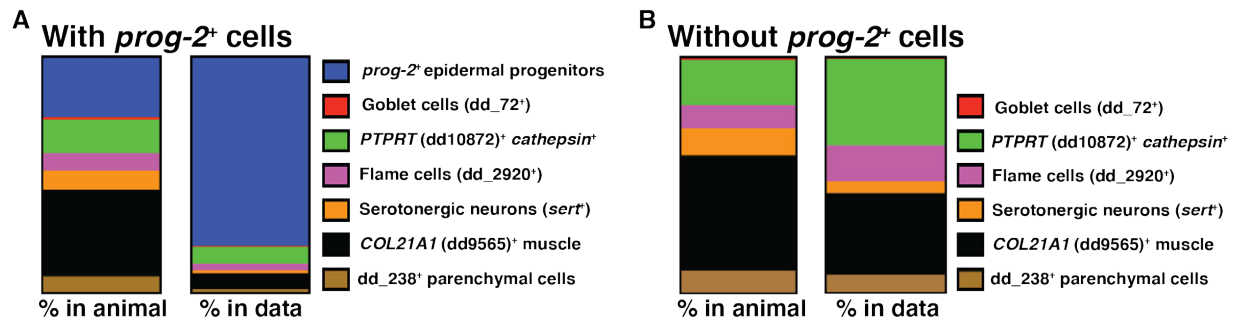 A
With prog-2⁺ cells
prog-2⁺ epidermal progenitors
Goblet cells (dd_72⁺)
PTPRT (dd10872)⁺ cathepsin⁺
Flame cells (dd_2920⁺)
Serotonergic neurons (sert⁺)
COL21A1 (dd9565)⁺ muscle
dd_238⁺ parenchymal cells
% in animal
% in data
B
Without prog-2⁺ cells
Goblet cells (dd_72⁺)
PTPRT (dd10872)⁺ cathepsin⁺
Flame cells (dd_2920⁺)
Serotonergic neurons (sert⁺)
COL21A1 (dd9565)⁺ muscle
dd_238⁺ parenchymal cells
% in animal
% in data